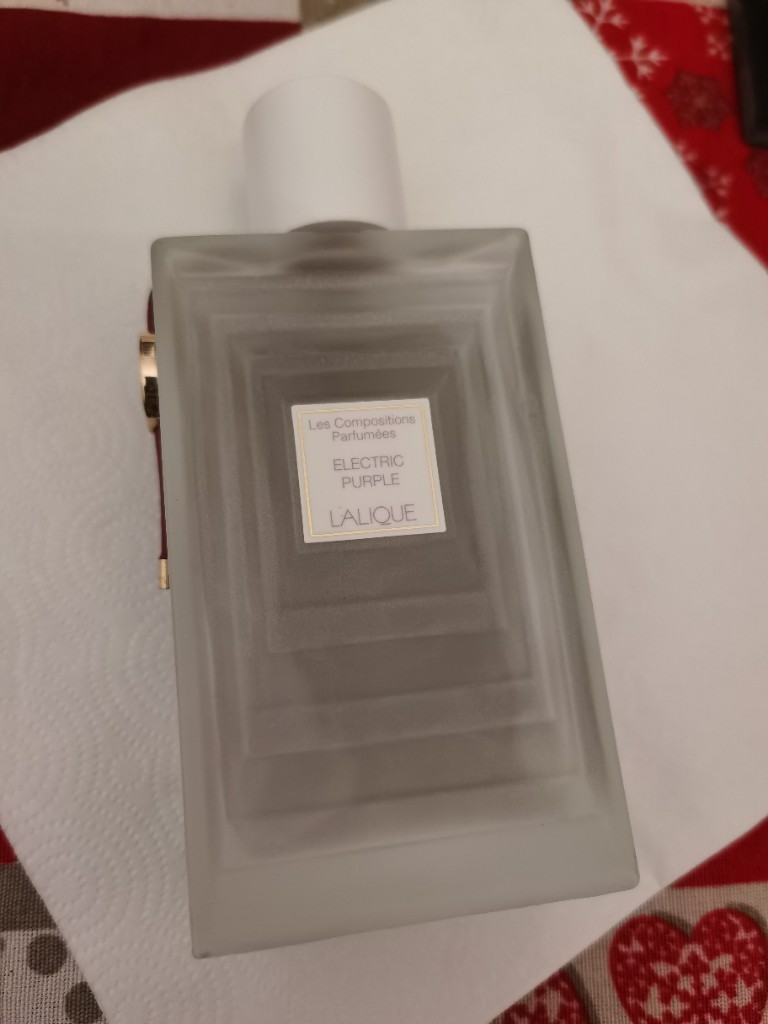 Les Compositions
Parfumées
ELECTRIC
PURPLE
LALIQUE